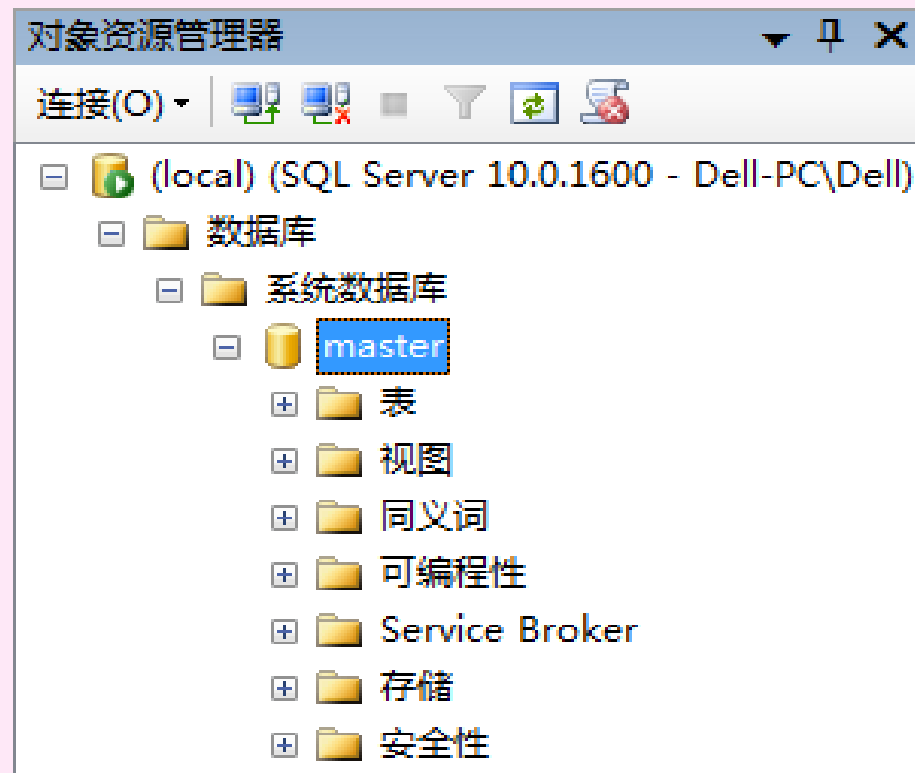 对象资源管理器
连接(O)
(local) (SQL Server 10.0.1600 - Dell-PC\Dell)
数据库
系统数据库
master
表
视图
同义词
可编程性
Service Broker
存储
安全性